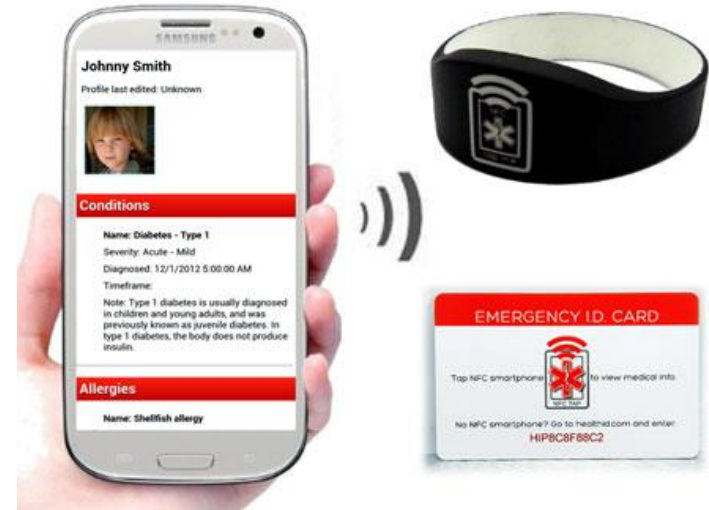 SAMSUNG
Johnny Smith
Profile last edited: Unknown
Conditions
Name: Diabetes - Type 1
Severity: Acute - Mild
Diagnosed: 12/1/2012 5:00:00 AM
Timeframe:
Note: Type 1 diabetes is usually diagnosed
in children and young adults, and was
previously known as juvenile diabetes. In
type 1 diabetes, the body does not produce
insulin.
Allergies
Name: Shellfish allergy
EMERGENCY I.D. CARD
Tap NFC smartphone to view medical info.
NFC TAP
No NFC smartphone? Go to healthid.com and enter:
HIP8C8F88C2